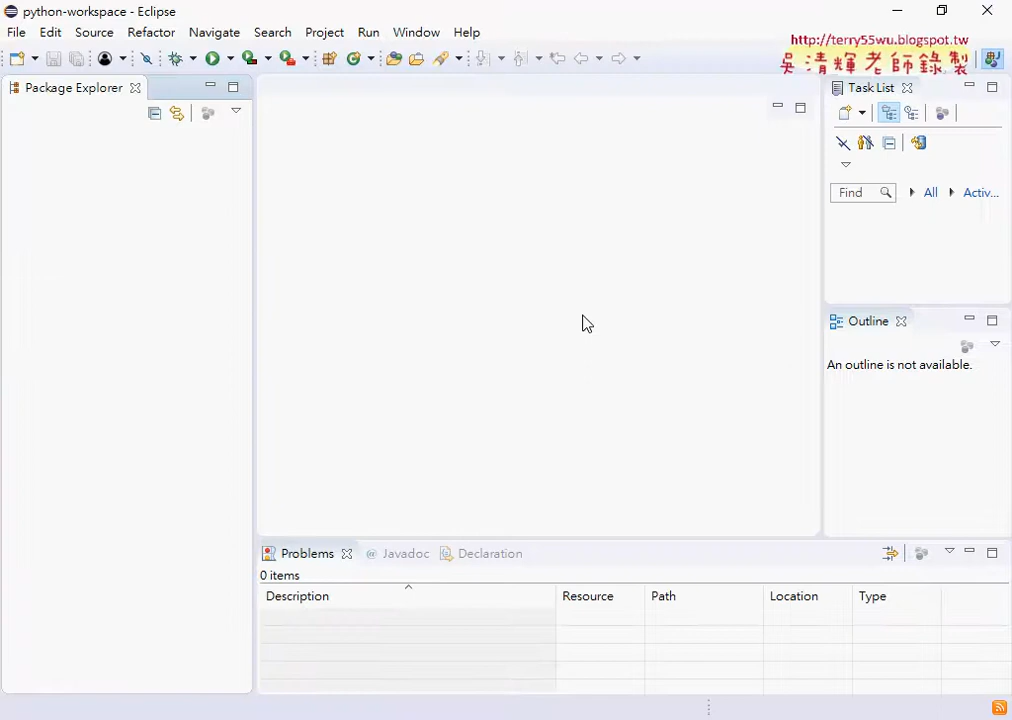 python-workspace - Eclipse
File Edit Source Refactor Navigate Search Project Run Window Help
http://terry55wu.blogspot.tw
吳清輝老師錄製
Package Explorer
Task List
Find All Activ...
Outline
An outline is not available.
Problems @ Javadoc Declaration
0 items
Description Resource Path Location Type